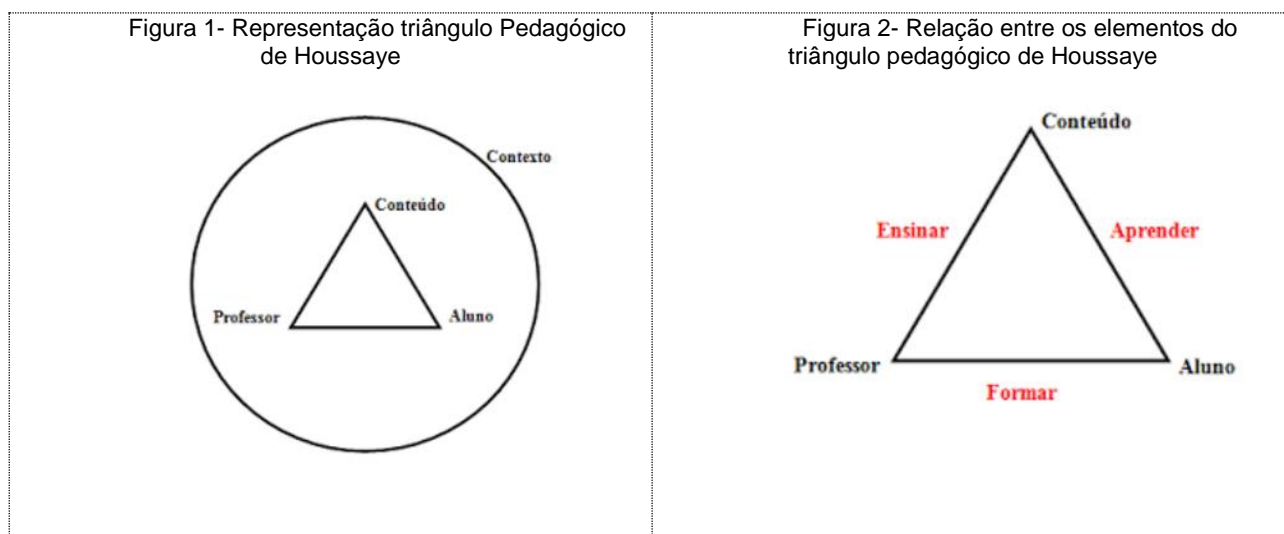 Figura 1- Representação triângulo Pedagógico
de Houssaye
Contexto
Conteúdo
Professor
Aluno
Figura 2- Relação entre os elementos do
triângulo pedagógico de Houssaye
Conteúdo
Ensinar
Aprender
Professor
Aluno
Formar